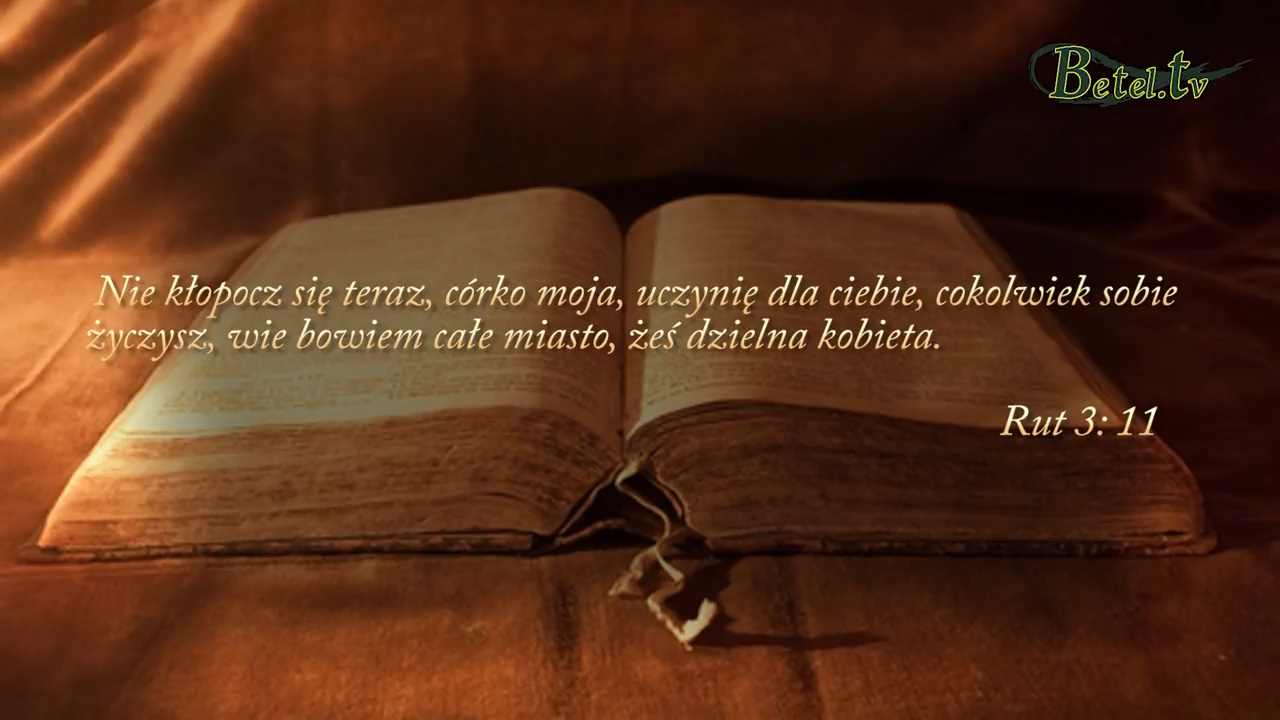 Betel.tv
Nie kłopocz się teraz, córko moja, uczynię dla ciebie, cokolwiek sobie
życzysz, wie bowiem całe miasto, żeś dzielna kobieta.
Rut 3: 11